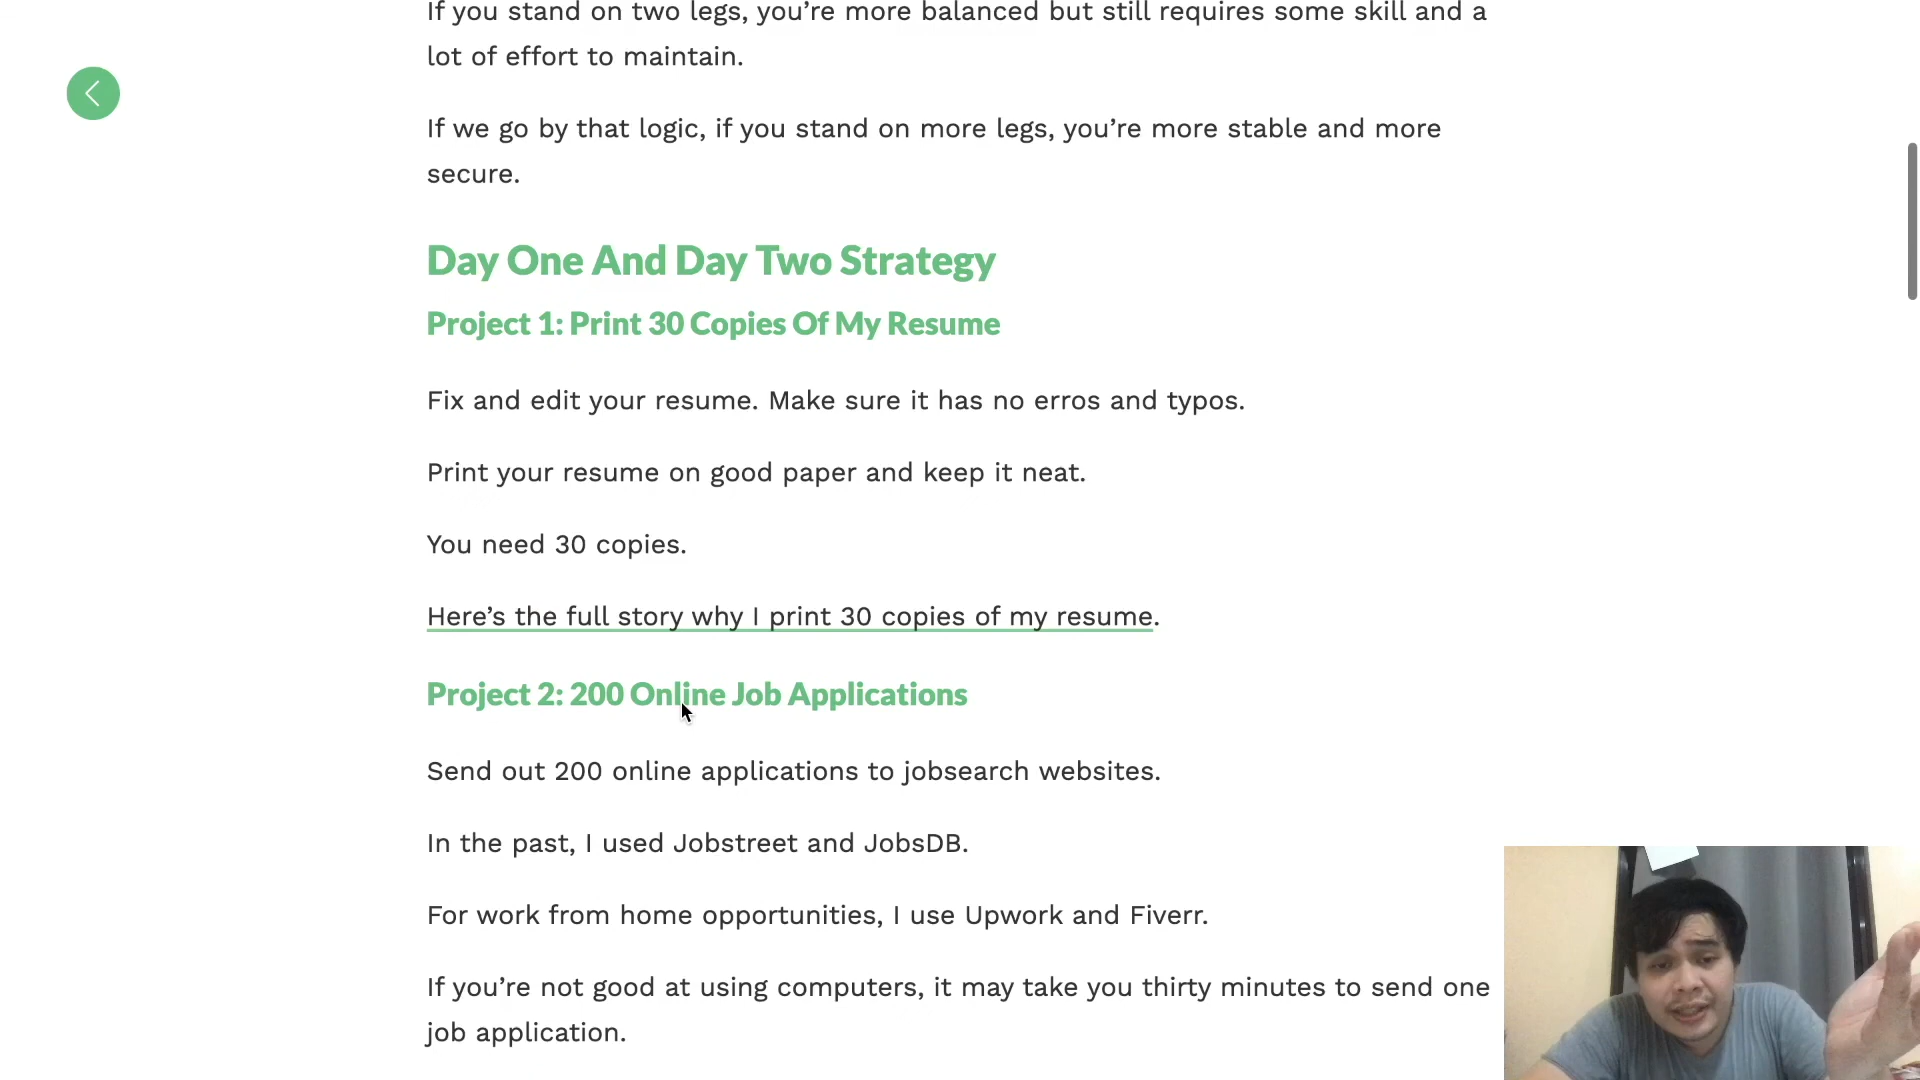 If you stand on two legs, you’re more balanced but still requires some skill and a
lot of effort to maintain.
If we go by that logic, if you stand on more legs, you’re more stable and more
secure.
Day One And Day Two Strategy
Project 1: Print 30 Copies Of My Resume
Fix and edit your resume. Make sure it has no erros and typos.
Print your resume on good paper and keep it neat.
You need 30 copies.
Here’s the full story why I print 30 copies of my resume.
Project 2: 200 Online Job Applications
Send out 200 online applications to jobsearch websites.
In the past, I used Jobstreet and JobsDB.
For work from home opportunities, I use Upwork and Fiverr.
If you’re not good at using computers, it may take you thirty minutes to send one
job application.